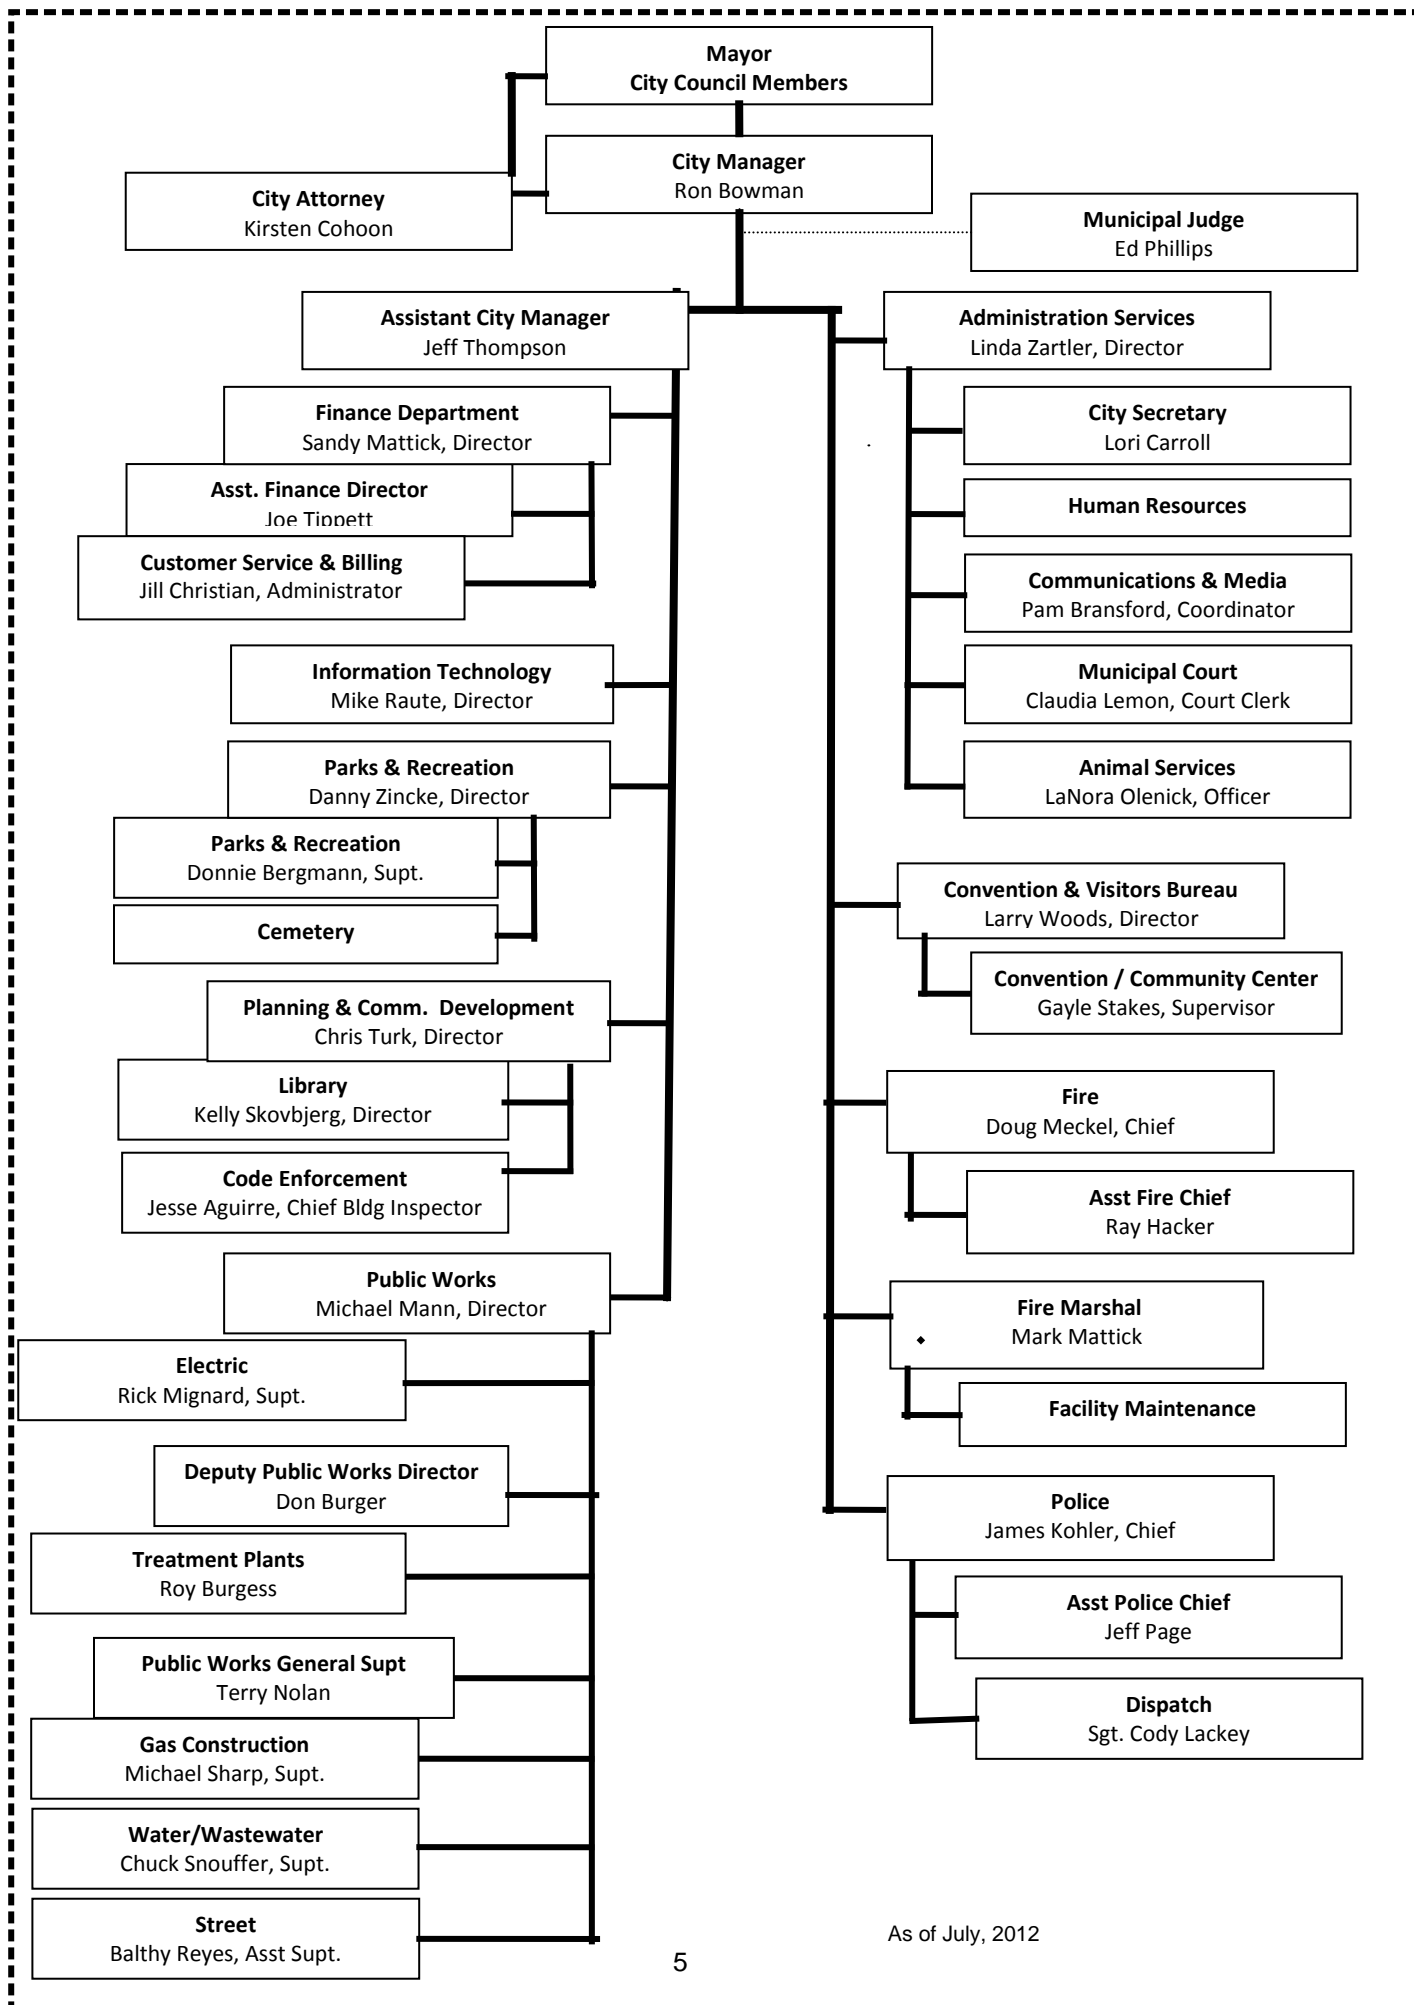 Mayor
City Council Members
City Manager
Ron Bowman
City Attorney
Kirsten Cohoon
Municipal Judge
Ed Phillips
Assistant City Manager
Jeff Thompson
Finance Department
Sandy Mattick, Director
Asst. Finance Director
Joe Tippett
Customer Service & Billing
Jill Christian, Administrator
Information Technology
Mike Raute, Director
Parks & Recreation
Danny Zincke, Director
Parks & Recreation
Donnie Bergmann, Supt.
Cemetery
Planning & Comm. Development
Chris Turk, Director
Library
Kelly Skovbjerg, Director
Code Enforcement
Jesse Aguirre, Chief Bldg Inspector
Public Works
Michael Mann, Director
Electric
Rick Mignard, Supt.
Deputy Public Works Director
Don Burger
Treatment Plants
Roy Burgess
Public Works General Supt
Terry Nolan
Gas Construction
Michael Sharp, Supt.
Water/Wastewater
Chuck Snouffer, Supt.
Street
Balthy Reyes, Asst Supt.
Administration Services
Linda Zartler, Director
City Secretary
Lori Carroll
Human Resources
Communications & Media
Pam Bransford, Coordinator
Municipal Court
Claudia Lemon, Court Clerk
Animal Services
LaNora Olenick, Officer
Convention & Visitors Bureau
Larry Woods, Director
Convention / Community Center
Gayle Stakes, Supervisor
Fire
Doug Meckel, Chief
Asst Fire Chief
Ray Hacker
Fire Marshal
Mark Mattick
Facility Maintenance
Police
James Kohler, Chief
Asst Police Chief
Jeff Page
Dispatch
Sgt. Cody Lackey
As of July, 2012
5